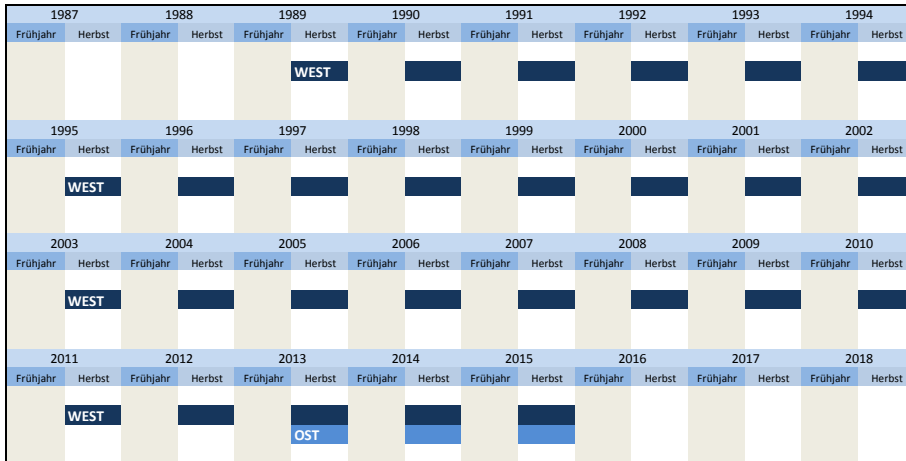 1987 1988 1989 1990 1991 1992 1993 1994
Frühjahr Herbst Frühjahr Herbst Frühjahr Herbst Frühjahr Herbst Frühjahr Herbst Frühjahr Herbst Frühjahr Herbst Frühjahr Herbst
WEST
1995 1996 1997 1998 1999 2000 2001 2002
Frühjahr Herbst Frühjahr Herbst Frühjahr Herbst Frühjahr Herbst Frühjahr Herbst Frühjahr Herbst Frühjahr Herbst Frühjahr Herbst
WEST
2003 2004 2005 2006 2007 2008 2009 2010
Frühjahr Herbst Frühjahr Herbst Frühjahr Herbst Frühjahr Herbst Frühjahr Herbst Frühjahr Herbst Frühjahr Herbst Frühjahr Herbst
WEST
2011 2012 2013 2014 2015 2016 2017 2018
Frühjahr Herbst Frühjahr Herbst Frühjahr Herbst Frühjahr Herbst Frühjahr Herbst Frühjahr Herbst Frühjahr Herbst Frühjahr Herbst
WEST
OST